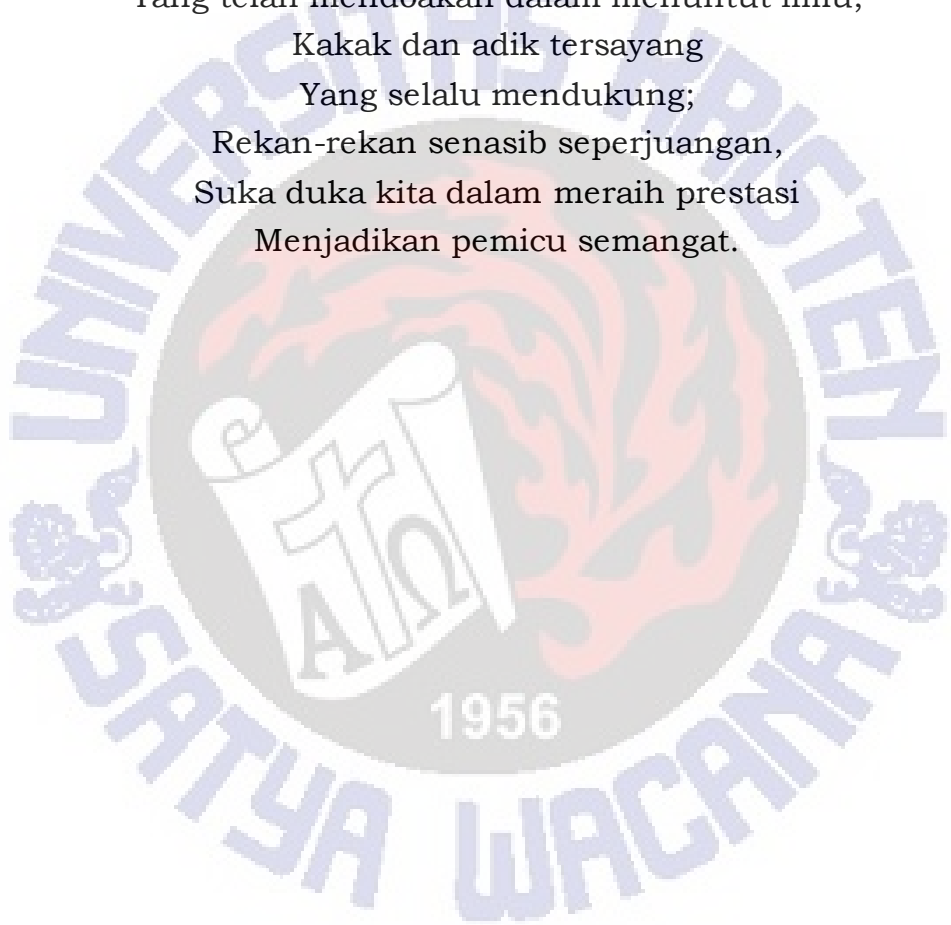 Yang telah mendoakan dalam menuntut ilmu;
Kakak dan adik tersayang
Yang selalu mendukung;
Rekan-rekan senasib seperjuangan,
Suka duka kita dalam meraih prestasi
Menjadikan pemicu semangat.
UNIVERSITAS KRISTEN
Α Ω
1956
SATYA WACANA